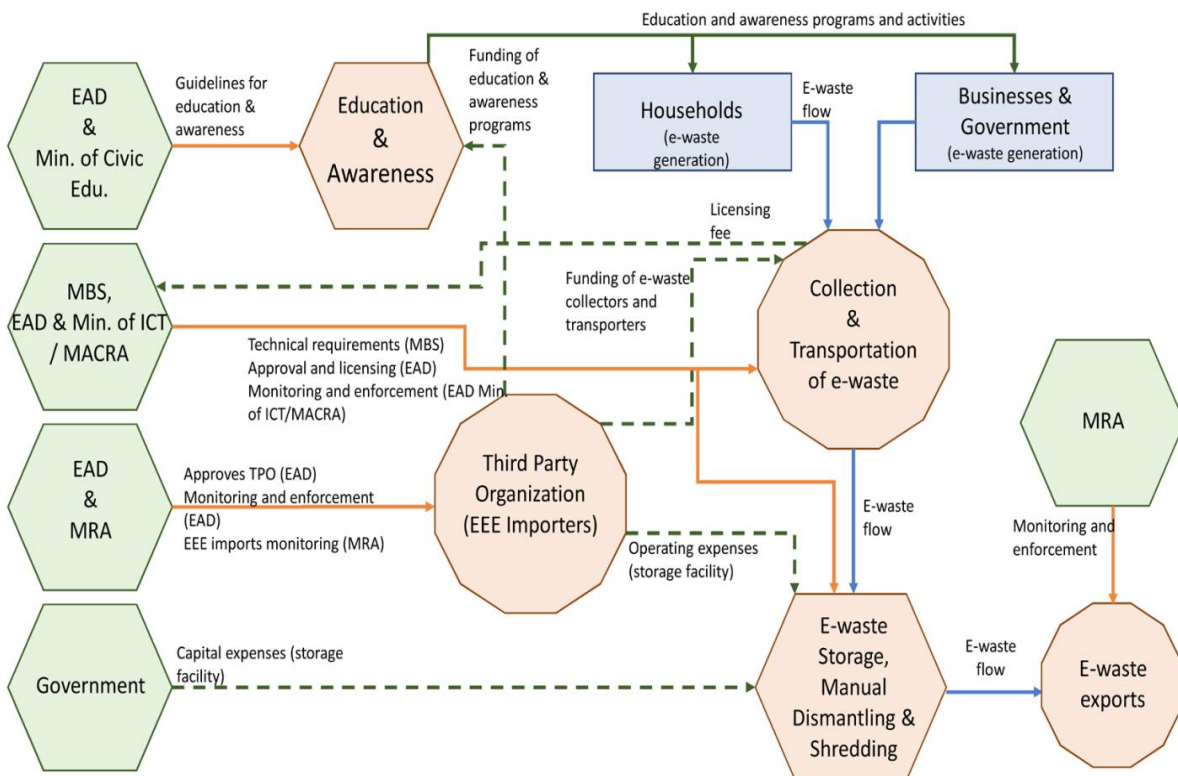 Education and awareness programs and activities
EAD
&
Min. of Civic
Edu.
Guidelines for
education &
awareness
Education
&
Awareness
Funding of
education &
awareness
programs
Households
(e-waste
generation)
E-waste
flow
Businesses &
Government
(e-waste generation)
MBS,
EAD & Min. of ICT
/ MACRA
Licensing
fee
Funding of e-waste
collectors and
transporters
Collection
&
Transportation
of e-waste
Technical requirements (MBS)
Approval and licensing (EAD)
Monitoring and enforcement (EAD Min.
of ICT/MACRA)
MRA
EAD
&
MRA
Approves TPO (EAD)
Monitoring and enforcement
(EAD)
EEE imports monitoring (MRA)
Third Party
Organization
(EEE Importers)
E-waste
flow
Monitoring and
enforcement
Operating expenses
(storage facility)
Government
Capital expenses (storage
facility)
E-waste
Storage,
Manual
Dismantling &
Shredding
E-waste
flow
E-waste
exports